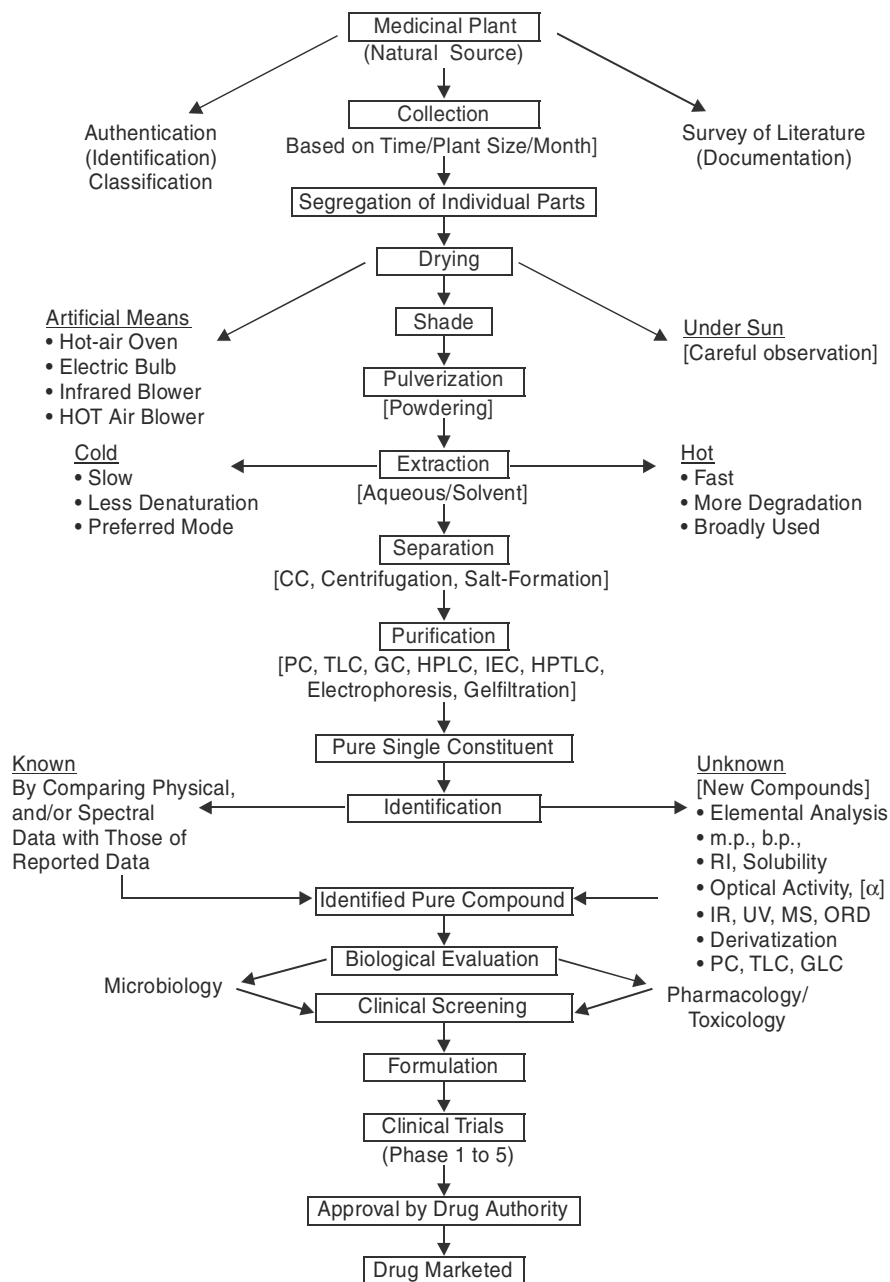 Medicinal Plant
(Natural Source)
Collection
Based on Time/Plant Size/Month]
Authentication
(Identification)
Classification
Survey of Literature
(Documentation)
Segregation of Individual Parts
Drying
Artificial Means
• Hot-air Oven
• Electric Bulb
• Infrared Blower
• HOT Air Blower
Shade
Under Sun
[Careful observation]
Pulverization
[Powdering]
Cold
• Slow
• Less Denaturation
• Preferred Mode
Extraction
[Aqueous/Solvent]
Hot
• Fast
• More Degradation
• Broadly Used
Separation
[CC, Centrifugation, Salt-Formation]
Purification
[PC, TLC, GC, HPLC, IEC, HPTLC,
Electrophoresis, Gelfiltration]
Pure Single Constituent
Known
By Comparing Physical,
and/or Spectral
Data with Those of
Reported Data
Identification
Unknown
[New Compounds]
• Elemental Analysis
• m.p., b.p.,
• RI, Solubility
• Optical Activity, [α]
• IR, UV, MS, ORD
• Derivatization
• PC, TLC, GLC
Identified Pure Compound
Biological Evaluation
Microbiology
Pharmacology/
Toxicology
Clinical Screening
Formulation
Clinical Trials
(Phase 1 to 5)
Approval by Drug Authority
Drug Marketed